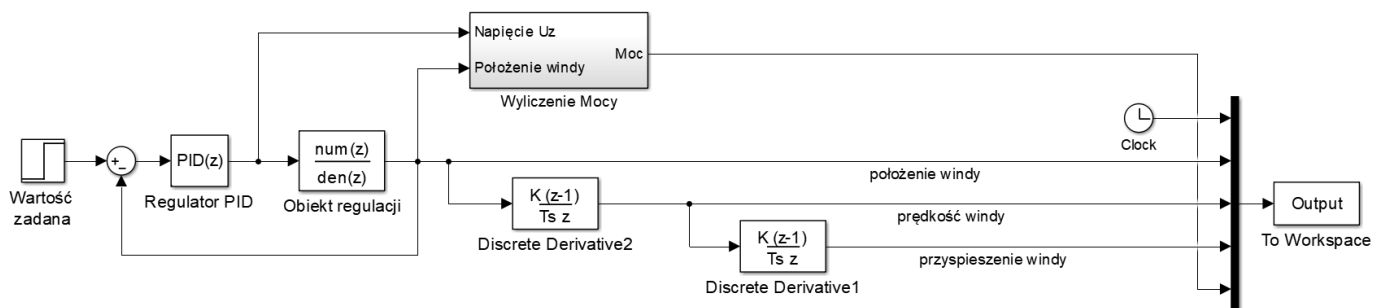 Napięcie Uz
Moc
Położenie windy
Wyliczenie Mocy
Clock
+
−
PID(z)
num(z)
den(z)
Wartość
zadana
Regulator PID
Obiekt regulacji
położenie windy
K (z-1)
Ts z
Discrete Derivative2
prędkość windy
K (z-1)
Ts z
Discrete Derivative1
przyspieszenie windy
Output
To Workspace